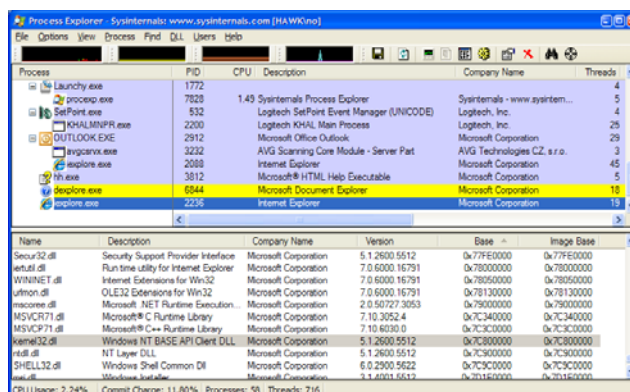 Process Explorer - Sysinternals: www.sysinternals.com [HAWK\no]
File Options View Process Find DLL Users Help
Process PID CPU Description Company Name Threads
Launchy.exe 1772 4
procexp.exe 7828 1.49 Sysinternals Process Explorer Sysinternals - www.sysintern... 5
SetPoint.exe 532 Logitech SetPoint Event Manager (UNICODE) Logitech, Inc. 4
KHALMNPR.exe 2160 Logitech KHAL Main Process Logitech, Inc. 25
OUTLOOK.EXE 2912 Microsoft Office Outlook Microsoft Corporation 29
avgcsrvx.exe 3232 AVG Scanning Core Module - Server Part AVG Technologies CZ, s.r.o. 3
iexplore.exe 2088 Internet Explorer Microsoft Corporation 45
hh.exe 3812 Microsoft® HTML Help Executable Microsoft Corporation 5
dexplore.exe 6844 Microsoft Document Explorer Microsoft Corporation 18
iexplore.exe 2236 Internet Explorer Microsoft Corporation 19
Name Description Company Name Version Base Image Base
Secur32.dll Security Support Provider Interface Microsoft Corporation 5.1.2600.5512 0x77FE0000 0x77FE0000
iertutil.dll Run time utility for Internet Explorer Microsoft Corporation 7.0.6000.16791 0x78000000 0x78000000
WININET.dll Internet Extensions for Win32 Microsoft Corporation 7.0.6000.16791 0x78050000 0x78050000
urlmon.dll OLE32 Extensions for Win32 Microsoft Corporation 7.0.6000.16791 0x78130000 0x78130000
mscoree.dll Microsoft .NET Runtime Execution... Microsoft Corporation 2.0.50727.3053 0x79000000 0x79000000
MSVCR71.dll Microsoft® C Runtime Library Microsoft Corporation 7.10.3052.4 0x7C340000 0x7C340000
MSVCP71.dll Microsoft® C++ Runtime Library Microsoft Corporation 7.10.6030.0 0x7C3C0000 0x7C3C0000
kernel32.dll Windows NT BASE API Client DLL Microsoft Corporation 5.1.2600.5512 0x7C800000 0x7C800000
ntdll.dll NT Layer DLL Microsoft Corporation 5.1.2600.5512 0x7C900000 0x7C900000
SHELL32.dll Windows Shell Common Dll Microsoft Corporation 6.0.2900.5622 0x7C9C0000 0x7C9C0000
msi.dll Windows Installer Microsoft Corporation 3.1.4001.5512 0x7D1E0000 0x7D1E0000
CPU Usage: 2.24% Commit Charge: 11.80% Processes: 58 Threads: 716